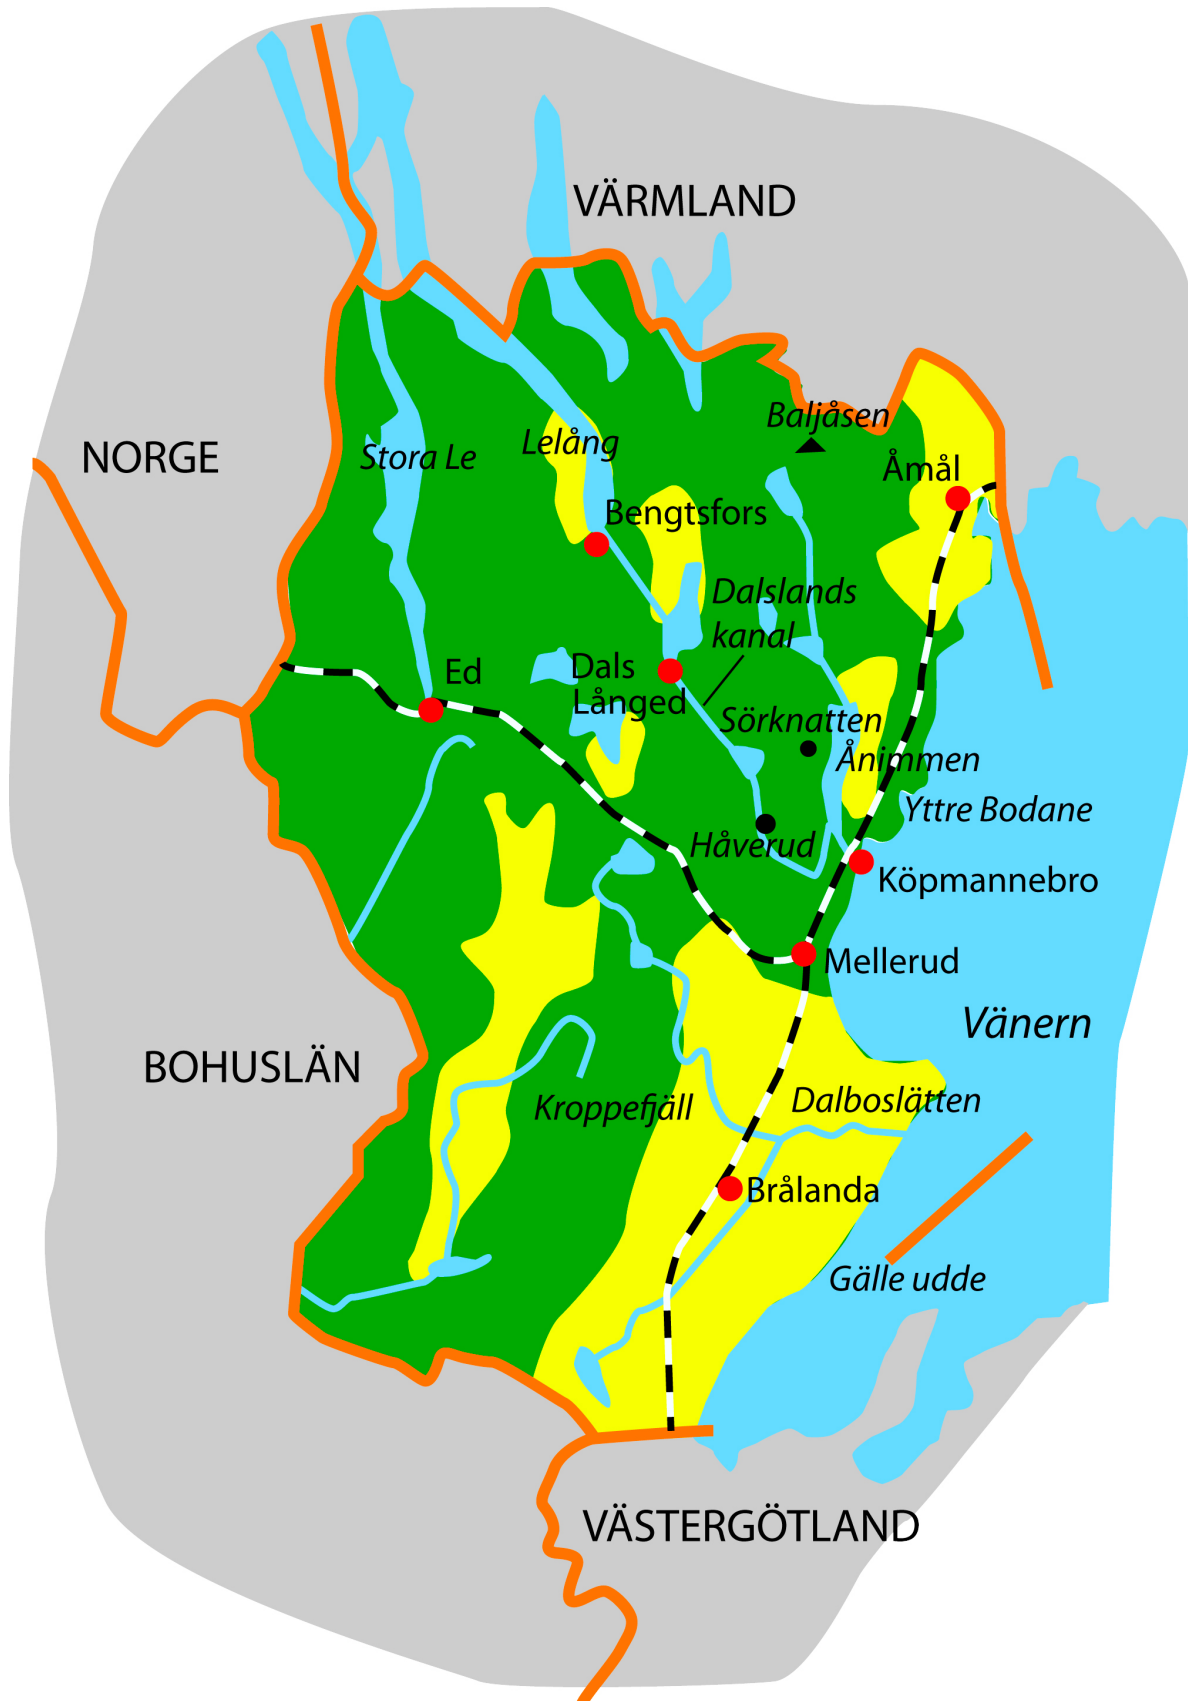 VÄRMLAND
Baljåsen
NORGE
Stora Le
Lelång
Åmål
Bengtsfors
Dalslands
kanal
Ed
Dals
Långed
Sörknatten
Ånimmen
Yttre Bodane
Håverud
Köpmannebro
Mellerud
Vänern
BOHUSLÄN
Kroppefjäll
Dalboslätten
Brålanda
Gälle udde
VÄSTERGÖTLAND